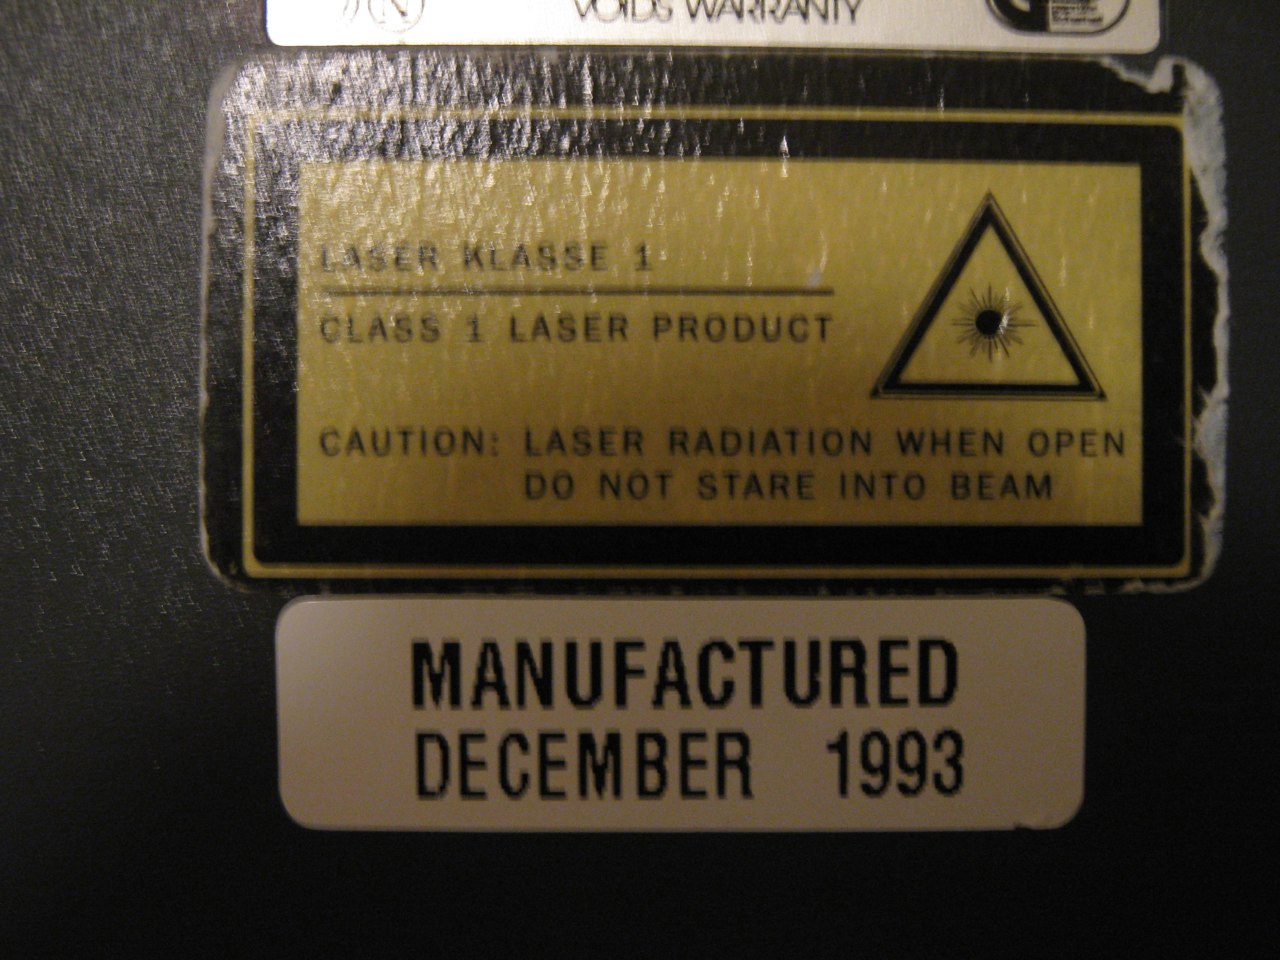 N
VOIDS WARRANTY
LASER KLASSE 1
CLASS 1 LASER PRODUCT
CAUTION: LASER RADIATION WHEN OPEN
DO NOT STARE INTO BEAM
MANUFACTURED
DECEMBER 1993